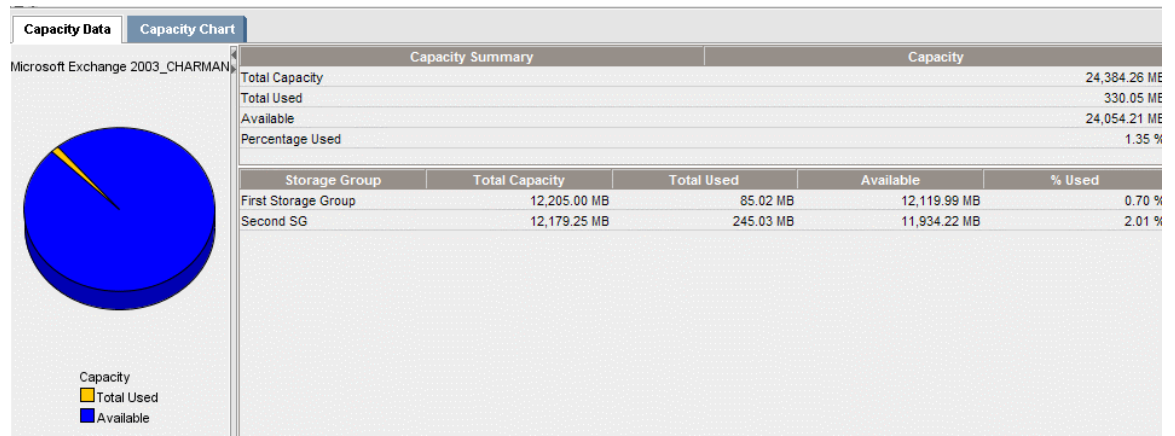 Capacity Data Capacity Chart
Microsoft Exchange 2003_CHARMAN
Capacity Summary Capacity
Total Capacity 24,384.26 MB
Total Used 330.05 MB
Available 24,054.21 MB
Percentage Used 1.35 %
Storage Group Total Capacity Total Used Available % Used
First Storage Group 12,205.00 MB 85.02 MB 12,119.99 MB 0.70 %
Second SG 12,179.25 MB 245.03 MB 11,934.22 MB 2.01 %
Capacity
Total Used
Available